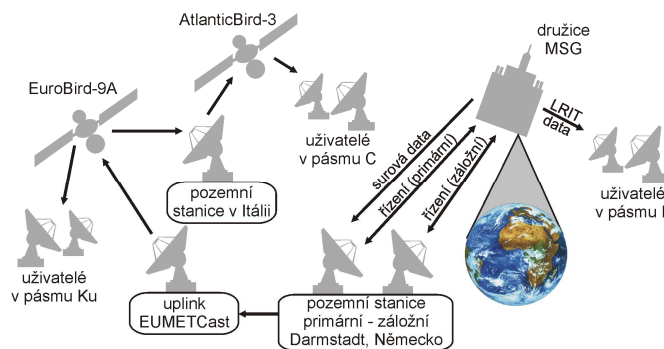 AtlanticBird-3
družice
MSG
EuroBird-9A
LRIT
data
uživatelé
v pásmu C
surová data
řízení (primární)
řízení (záložní)
pozemní
stanice v Itálii
uživatelé
v pásmu
uživatelé
v pásmu Ku
uplink
EUMETCast
pozemní stanice
primární - záložní
Darmstadt, Německo